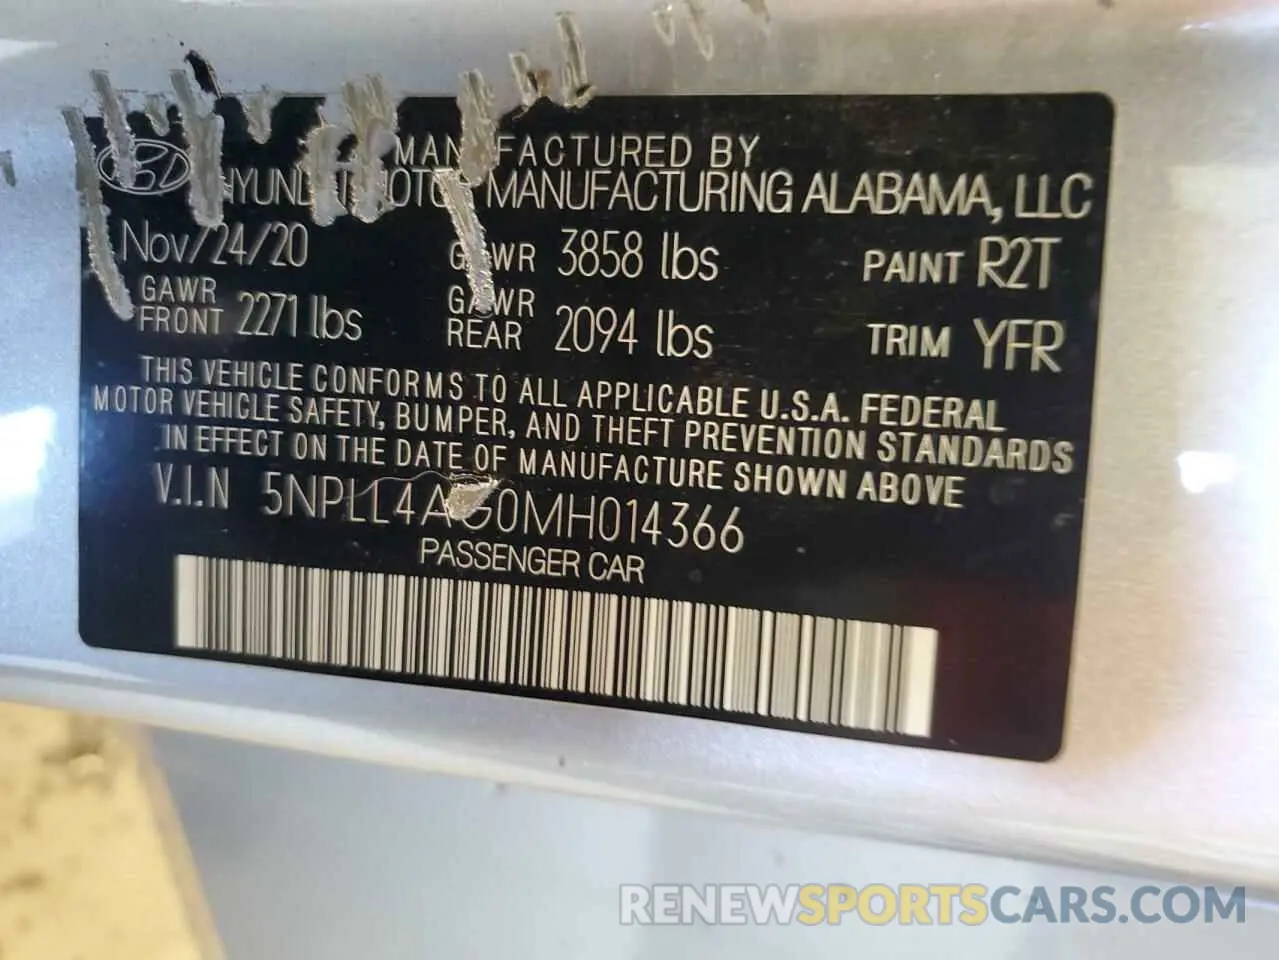 MANUFACTURED BY
HYUNDAI MOTOR MANUFACTURING ALABAMA, LLC
Nov/24/20 GVWR 3858 lbs PAINT R2T
GAWR FRONT 2271 lbs GAWR REAR 2094 lbs TRIM YFR
THIS VEHICLE CONFORMS TO ALL APPLICABLE U.S.A. FEDERAL
MOTOR VEHICLE SAFETY, BUMPER, AND THEFT PREVENTION STANDARDS
IN EFFECT ON THE DATE OF MANUFACTURE SHOWN ABOVE
V.I.N 5NPLL4AG0MH014366
PASSENGER CAR
RENEWSPORTSCARS.COM